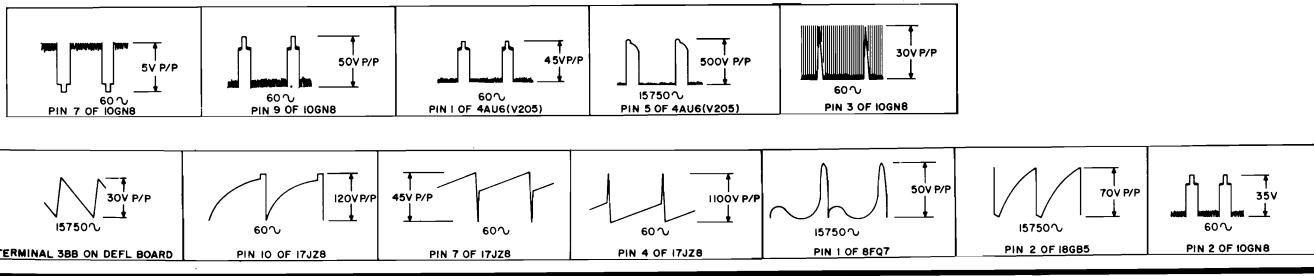 5V P/P
60∿
PIN 7 OF 10GN8
50V P/P
60∿
PIN 9 OF 10GN8
45V P/P
60∿
PIN 1 OF 4AU6(V205)
500V P/P
15750∿
PIN 5 OF 4AU6(V205)
30V P/P
60∿
PIN 3 OF 10GN8
30V P/P
15750∿
TERMINAL 3BB ON DEFL BOARD
120V P/P
60∿
PIN 10 OF 17JZ8
45V P/P
60∿
PIN 7 OF 17JZ8
1100V P/P
60∿
PIN 4 OF 17JZ8
50V P/P
15750∿
PIN 1 OF 8FQ7
70V P/P
15750∿
PIN 2 OF 18GB5
35V
60∿
PIN 2 OF 10GN8